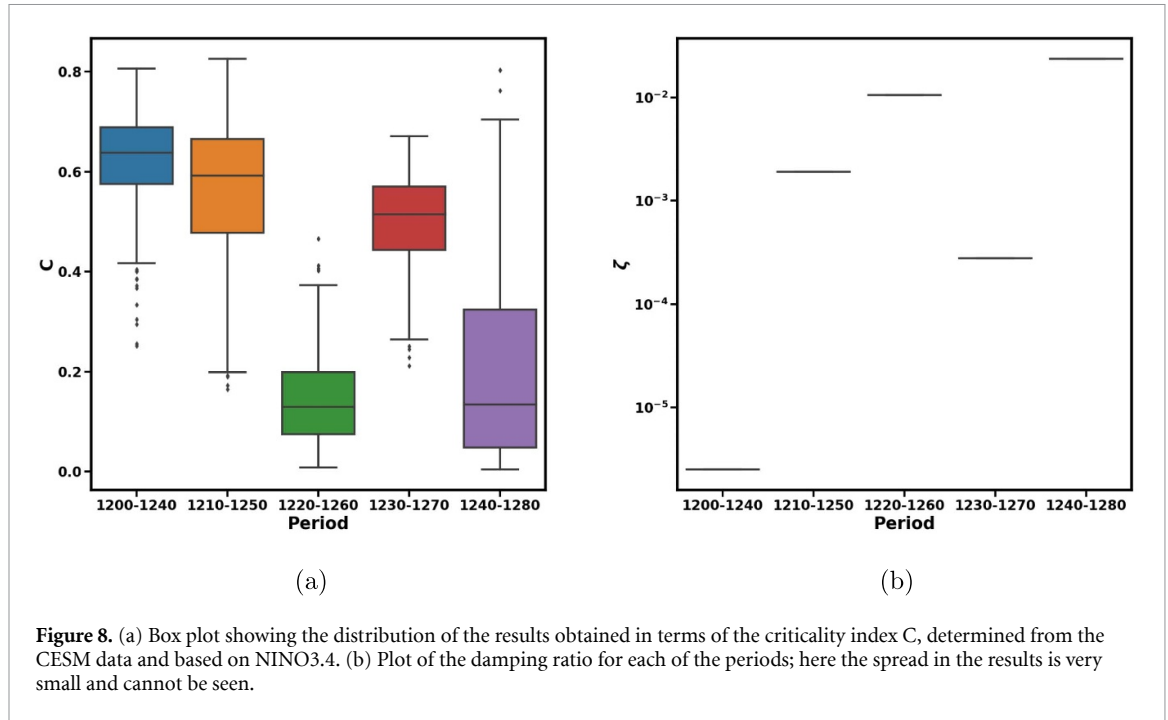 0.8
0.6
0.4
0.2
0.0
C
1200-1240 1210-1250 1220-1260 1230-1270 1240-1280
Period
(a)
10⁻²
10⁻³
10⁻⁴
10⁻⁵
ζ
1200-1240 1210-1250 1220-1260 1230-1270 1240-1280
Period
(b)
Figure 8. (a) Box plot showing the distribution of the results obtained in terms of the criticality index C, determined from the
CESM data and based on NINO3.4. (b) Plot of the damping ratio for each of the periods; here the spread in the results is very
small and cannot be seen.